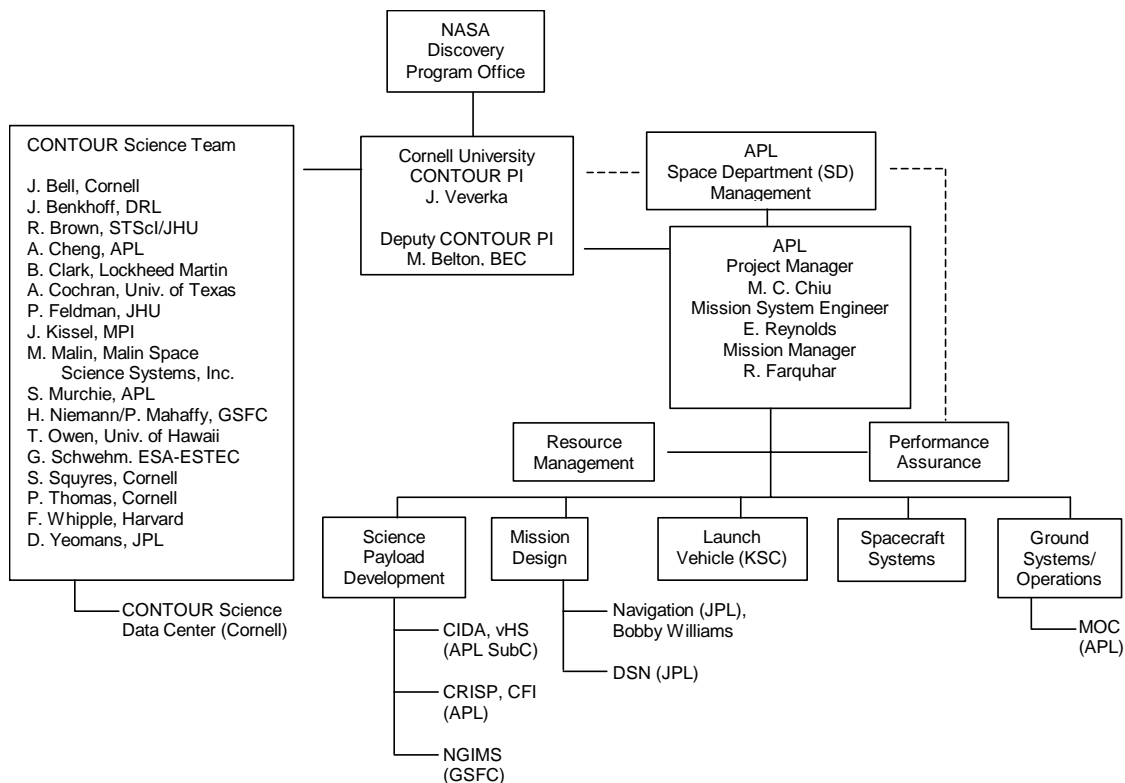 NASA
Discovery
Program Office
CONTOUR Science Team
J. Bell, Cornell
J. Benkhoff, DRL
R. Brown, STScI/JHU
A. Cheng, APL
B. Clark, Lockheed Martin
A. Cochran, Univ. of Texas
P. Feldman, JHU
J. Kissel, MPI
M. Malin, Malin Space
Science Systems, Inc.
S. Murchie, APL
H. Niemann/P. Mahaffy, GSFC
T. Owen, Univ. of Hawaii
G. Schwehm. ESA-ESTEC
S. Squyres, Cornell
P. Thomas, Cornell
F. Whipple, Harvard
D. Yeomans, JPL
CONTOUR Science
Data Center (Cornell)
Cornell University
CONTOUR PI
J. Veverka
Deputy CONTOUR PI
M. Belton, BEC
APL
Space Department (SD)
Management
APL
Project Manager
M. C. Chiu
Mission System Engineer
E. Reynolds
Mission Manager
R. Farquhar
Resource
Management
Performance
Assurance
Science
Payload
Development
CIDA, vHS
(APL SubC)
CRISP, CFI
(APL)
NGIMS
(GSFC)
Mission
Design
Navigation (JPL),
Bobby Williams
DSN (JPL)
Launch
Vehicle (KSC)
Spacecraft
Systems
Ground
Systems/
Operations
MOC
(APL)